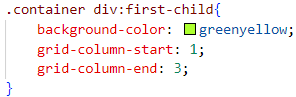 .container div:first-child{
    background-color: greenyellow;
    grid-column-start: 1;
    grid-column-end: 3;
}